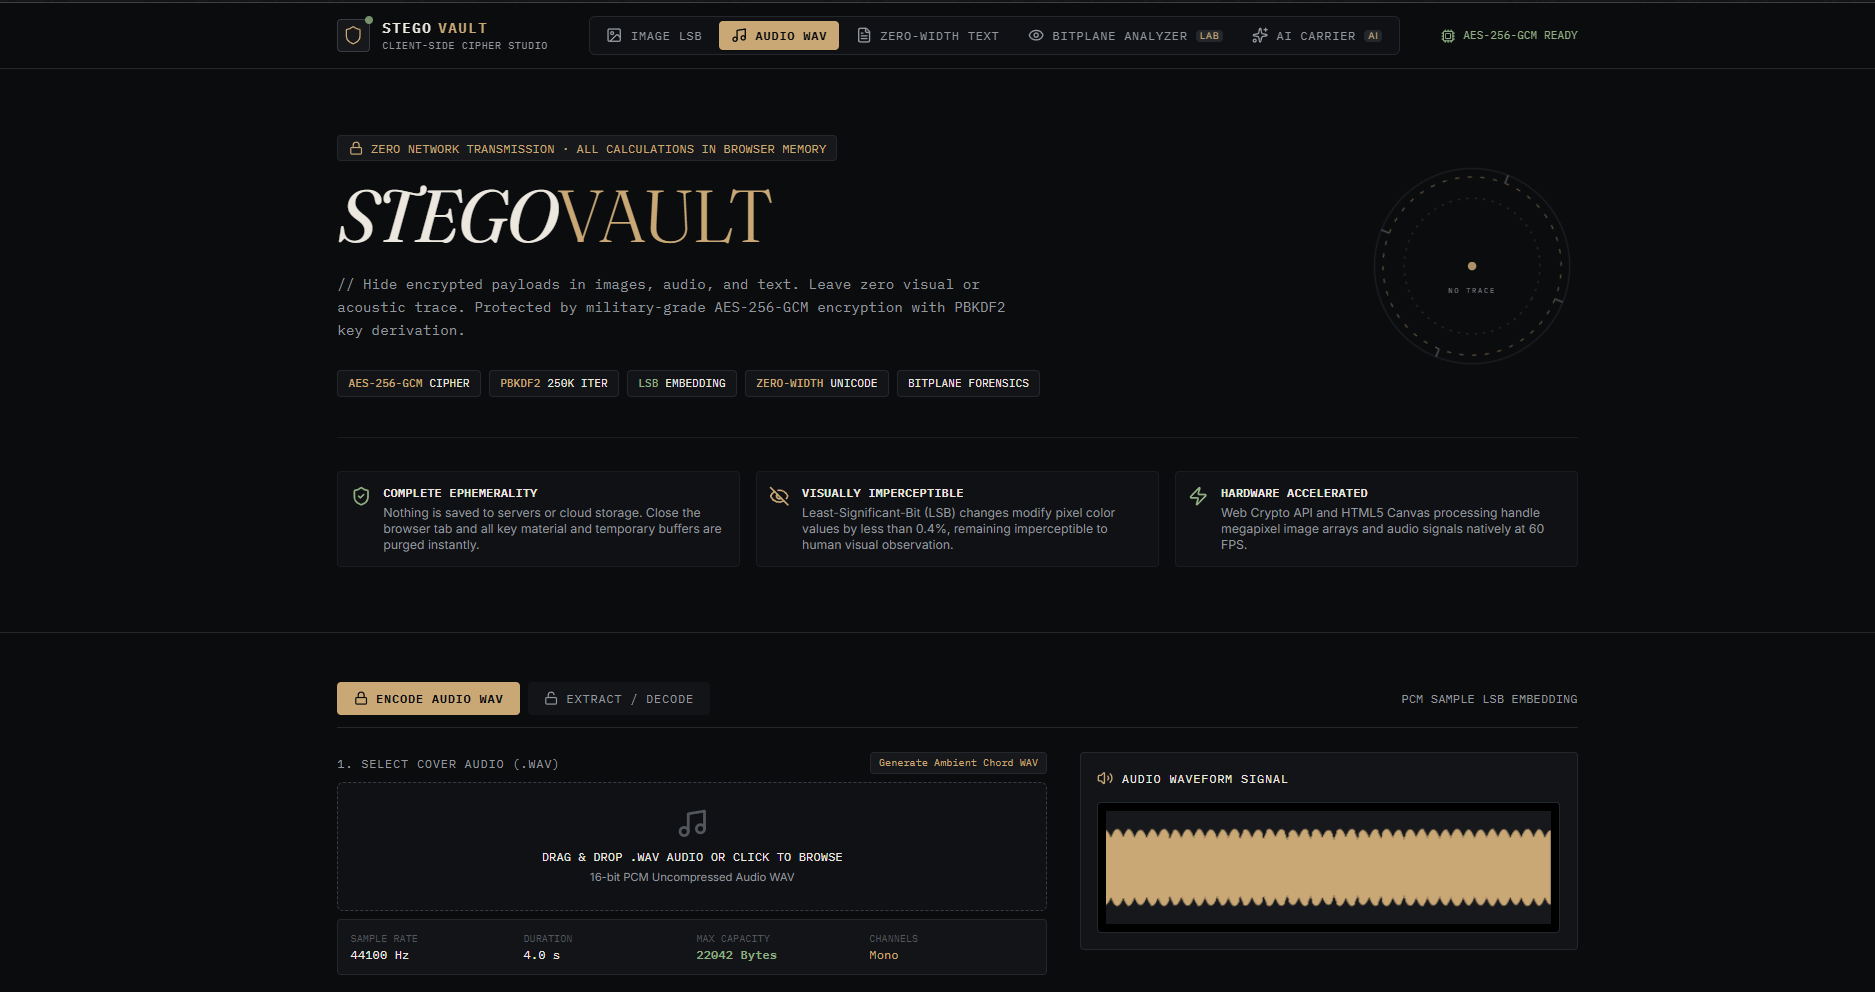 STEGO VAULT
CLIENT-SIDE CIPHER STUDIO
IMAGE LSB
AUDIO WAV
ZERO-WIDTH TEXT
BITPLANE ANALYZER LAB
AI CARRIER AI
AES-256-GCM READY
ZERO NETWORK TRANSMISSION · ALL CALCULATIONS IN BROWSER MEMORY
STEGOVAULT
// Hide encrypted payloads in images, audio, and text. Leave zero visual or
acoustic trace. Protected by military-grade AES-256-GCM encryption with PBKDF2
key derivation.
NO TRACE
AES-256-GCM CIPHER
PBKDF2 250K ITER
LSB EMBEDDING
ZERO-WIDTH UNICODE
BITPLANE FORENSICS
COMPLETE EPHEMERALITY
Nothing is saved to servers or cloud storage. Close the
browser tab and all key material and temporary buffers are
purged instantly.
VISUALLY IMPERCEPTIBLE
Least-Significant-Bit (LSB) changes modify pixel color
values by less than 0.4%, remaining imperceptible to
human visual observation.
HARDWARE ACCELERATED
Web Crypto API and HTML5 Canvas processing handle
megapixel image arrays and audio signals natively at 60
FPS.
ENCODE AUDIO WAV
EXTRACT / DECODE
PCM SAMPLE LSB EMBEDDING
1. SELECT COVER AUDIO (.WAV)
Generate Ambient Chord WAV
DRAG & DROP .WAV AUDIO OR CLICK TO BROWSE
16-bit PCM Uncompressed Audio WAV
SAMPLE RATE
44100 Hz
DURATION
4.0 s
MAX CAPACITY
22042 Bytes
CHANNELS
Mono
AUDIO WAVEFORM SIGNAL